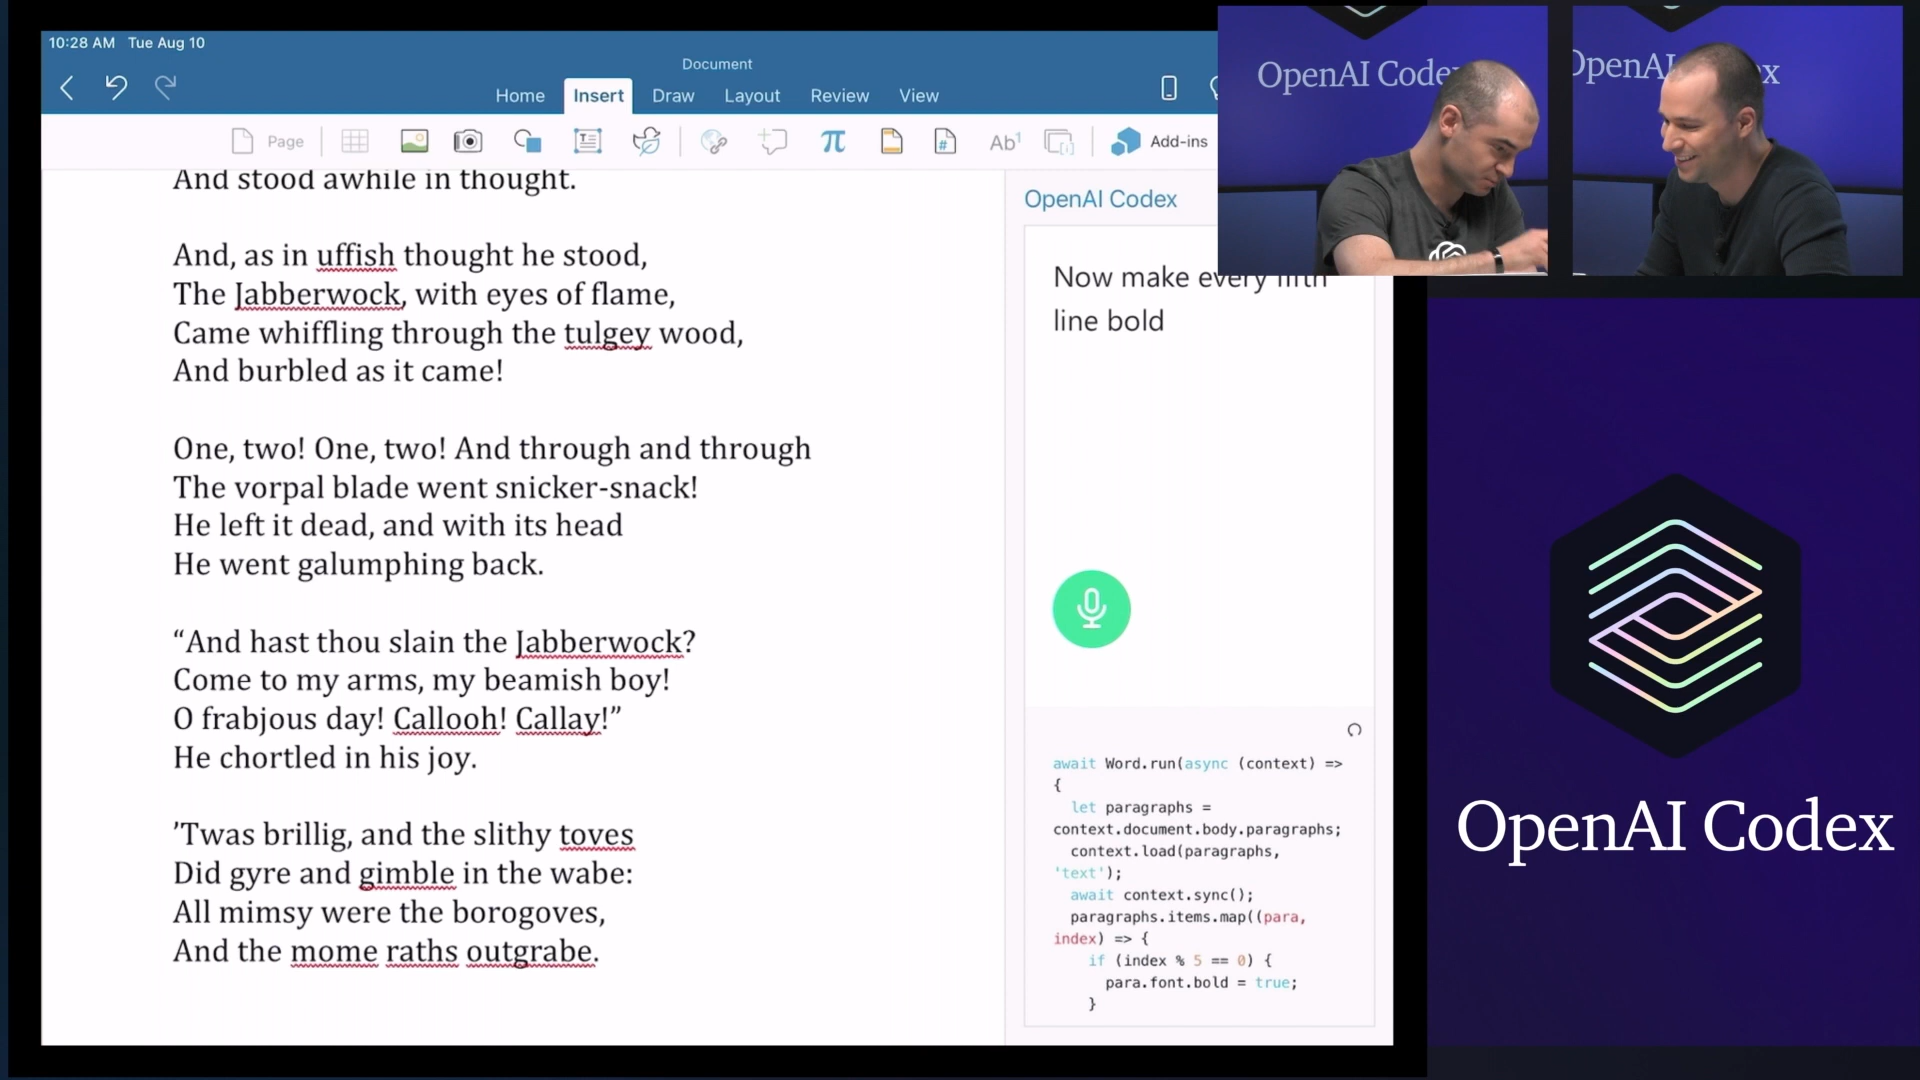 10:28 AM Tue Aug 10
Document
Home Insert Draw Layout Review View
Page
Ab¹
Add-ins
And stood awhile in thought.
And, as in uffish thought he stood,
The Jabberwock, with eyes of flame,
Came whiffling through the tulgey wood,
And burbled as it came!
One, two! One, two! And through and through
The vorpal blade went snicker-snack!
He left it dead, and with its head
He went galumphing back.
“And hast thou slain the Jabberwock?
Come to my arms, my beamish boy!
O frabjous day! Callooh! Callay!”
He chortled in his joy.
’Twas brillig, and the slithy toves
Did gyre and gimble in the wabe:
All mimsy were the borogoves,
And the mome raths outgrabe.
OpenAI Codex
Now make every fifth
line bold
await Word.run(async (context) =>
{
let paragraphs =
context.document.body.paragraphs;
context.load(paragraphs,
'text');
await context.sync();
paragraphs.items.map((para,
index) => {
if (index % 5 == 0) {
para.font.bold = true;
}
OpenAI Code
OpenAI x
OpenAI Codex